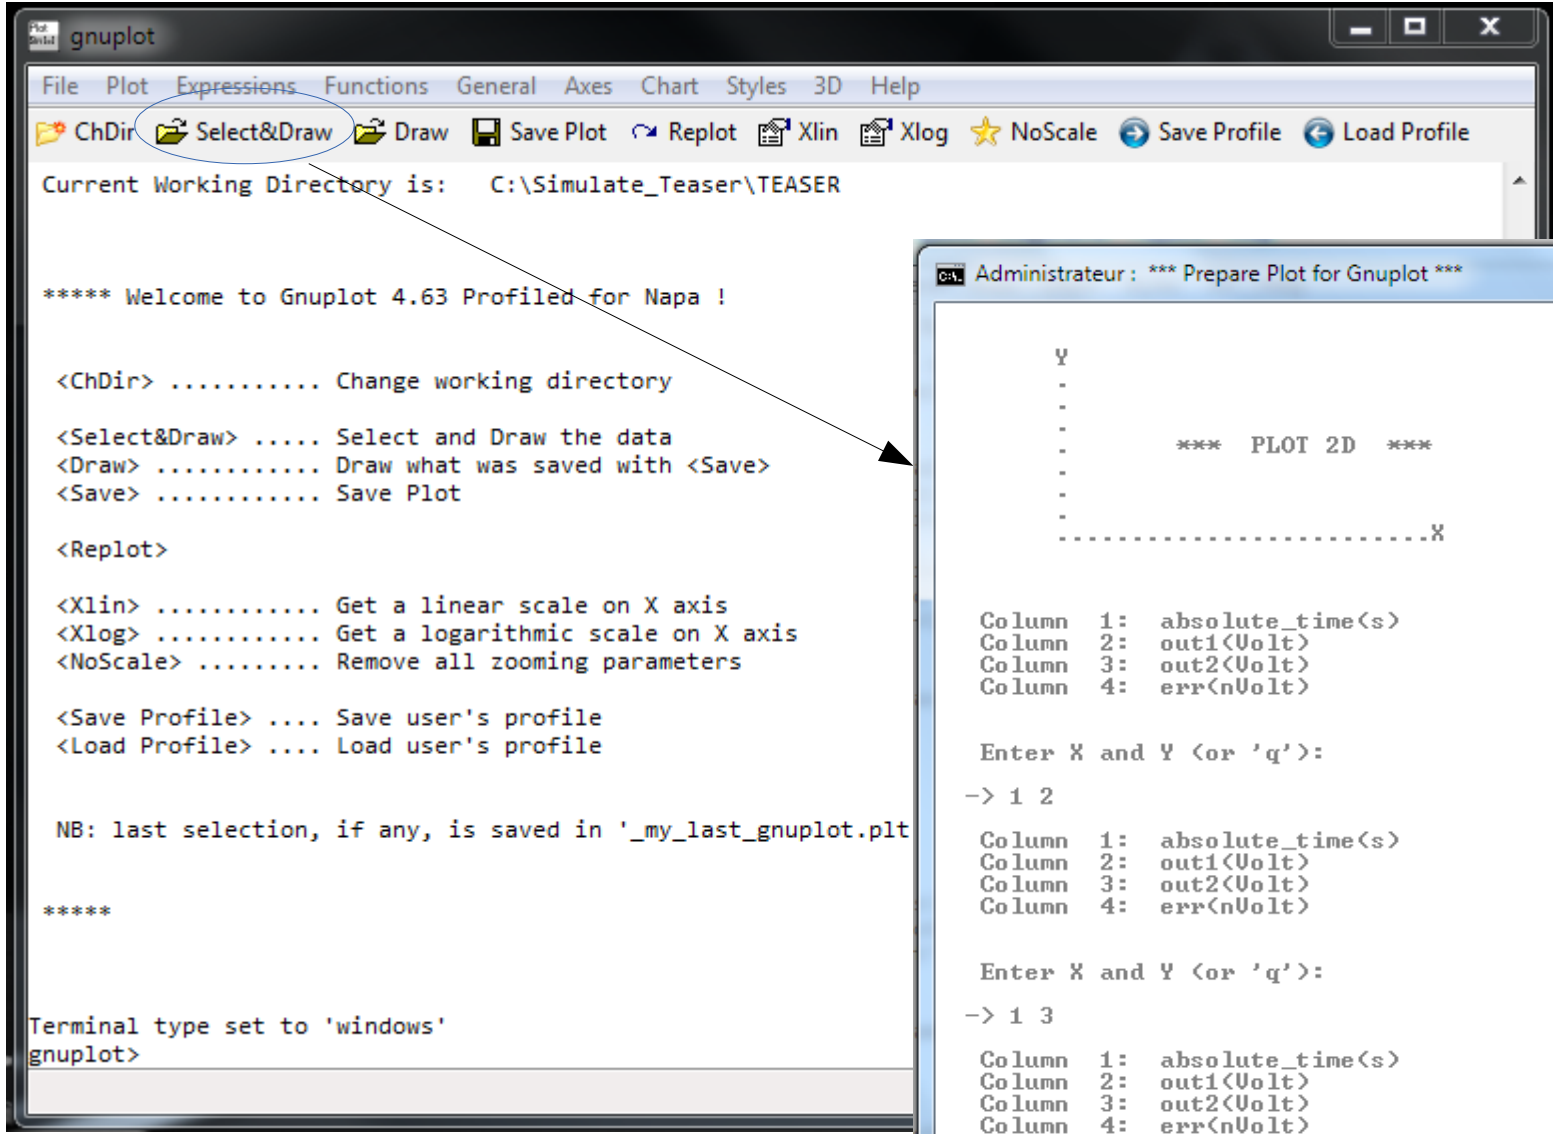 gnuplot
File Plot Expressions Functions General Axes Chart Styles 3D Help
ChDir Select&Draw Draw Save Plot Replot Xlin Xlog NoScale Save Profile Load Profile
Current Working Directory is: C:\Simulate_Teaser\TEASER
***** Welcome to Gnuplot 4.63 Profiled for Napa !
<ChDir> ........... Change working directory
<Select&Draw> ..... Select and Draw the data
<Draw> ............ Draw what was saved with <Save>
<Save> ............ Save Plot
<Replot>
<Xlin> ............ Get a linear scale on X axis
<Xlog> ............ Get a logarithmic scale on X axis
<NoScale> ......... Remove all zooming parameters
<Save Profile> .... Save user's profile
<Load Profile> .... Load user's profile
NB: last selection, if any, is saved in '_my_last_gnuplot.plt
*****
Terminal type set to 'windows'
gnuplot>
Administrateur : *** Prepare Plot for Gnuplot ***
Y
*** PLOT 2D ***
.........................X
Column 1: absolute_time(s)
Column 2: out1(Volt)
Column 3: out2(Volt)
Column 4: err(nVolt)
Enter X and Y (or 'q'):
-> 1 2
Column 1: absolute_time(s)
Column 2: out1(Volt)
Column 3: out2(Volt)
Column 4: err(nVolt)
Enter X and Y (or 'q'):
-> 1 3
Column 1: absolute_time(s)
Column 2: out1(Volt)
Column 3: out2(Volt)
Column 4: err(nVolt)